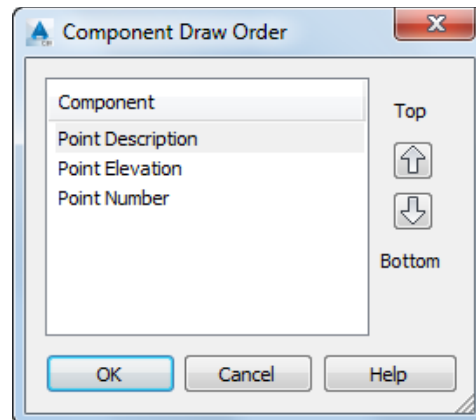 Component Draw Order
Component
Point Description
Point Elevation
Point Number
Top
Bottom
OK
Cancel
Help